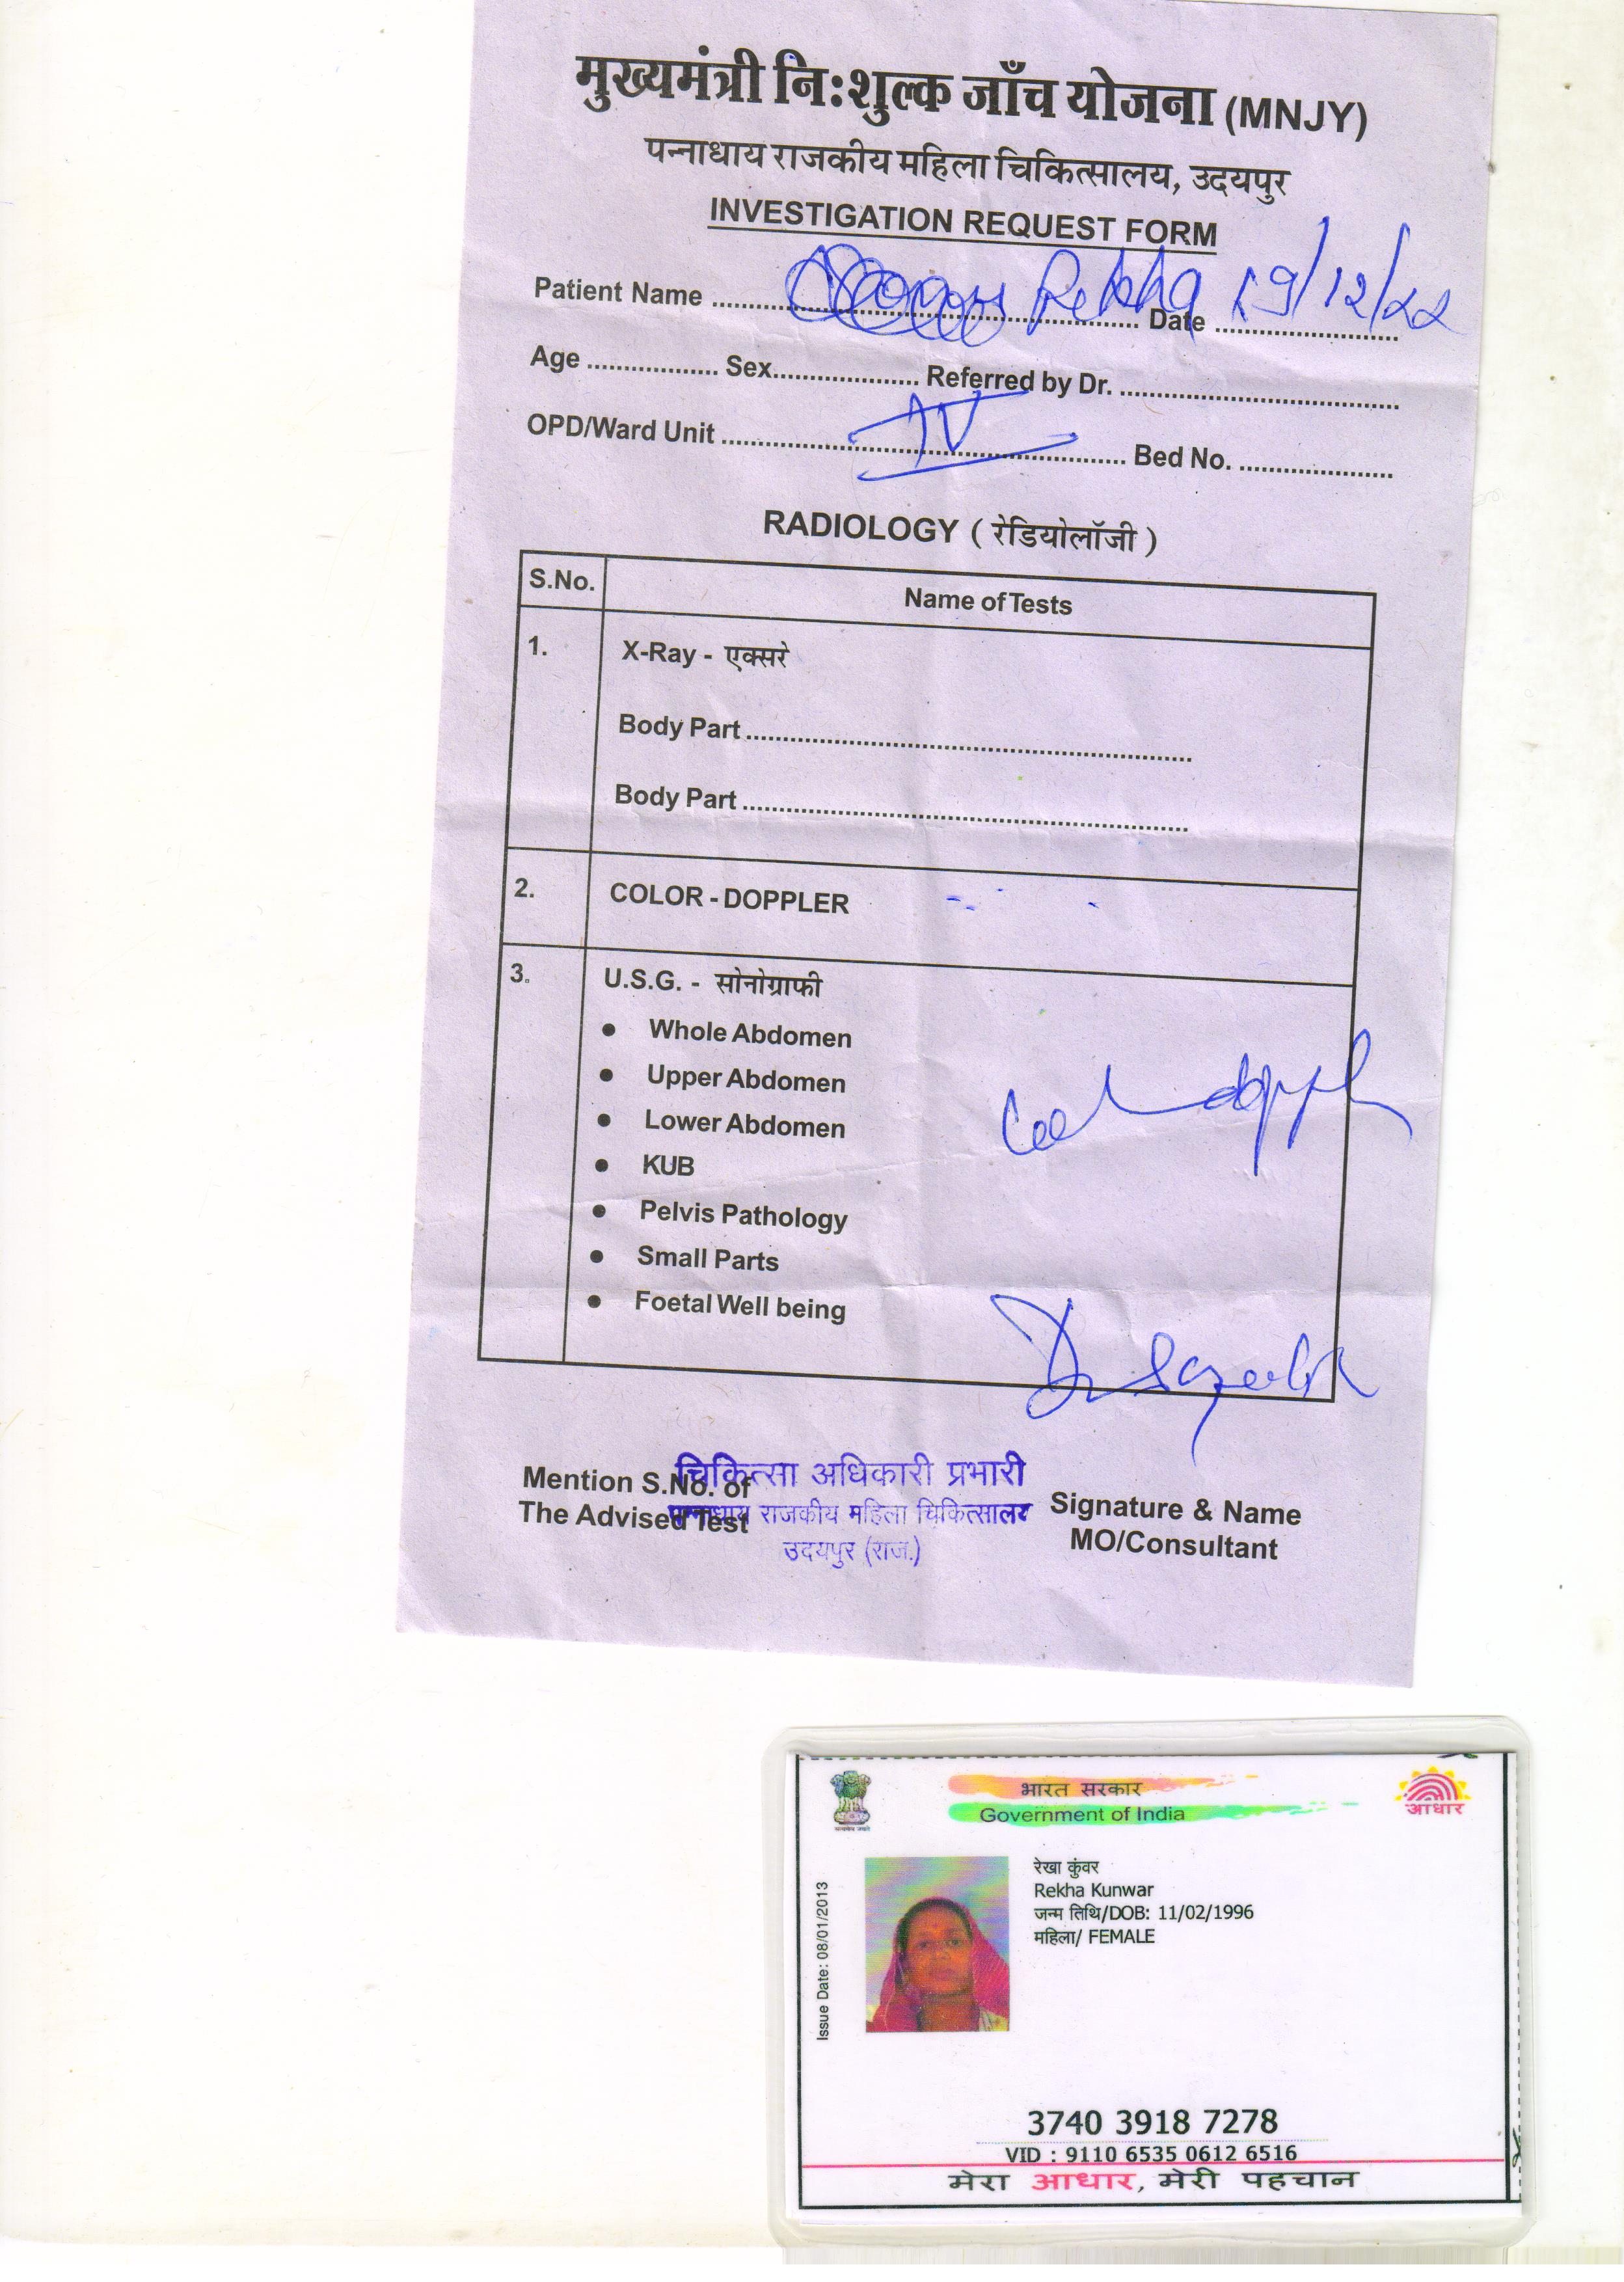 मुख्यमंत्री निःशुल्क जाँच योजना (MNJY)
पन्नाधाय राजकीय महिला चिकित्सालय, उदयपुर
INVESTIGATION REQUEST FORM
Patient Name .................... Rekha Date 19/12/22
Age .................. Sex.................... Referred by Dr. ......................................
OPD/Ward Unit .................... IV .................... Bed No. .....................
RADIOLOGY ( रेडियोलॉजी )
S.No. Name of Tests
1. X-Ray - एक्सरे
Body Part ............................................................
Body Part ............................................................
2. COLOR - DOPPLER
3. U.S.G. - सोनोग्राफी
• Whole Abdomen
• Upper Abdomen
• Lower Abdomen
• KUB
• Pelvis Pathology
• Small Parts
• Foetal Well being
Mention S.No. of
The Advised Test
चिकित्सा अधिकारी प्रभारी
पन्नाधाय राजकीय महिला चिकित्सालय
उदयपुर (राज.)
Signature & Name
MO/Consultant
भारत सरकार
Government of India
आधार
Issue Date: 08/01/2013
रेखा कुंवर
Rekha Kunwar
जन्म तिथि/DOB: 11/02/1996
महिला/ FEMALE
3740 3918 7278
VID : 9110 6535 0612 6516
मेरा आधार, मेरी पहचान